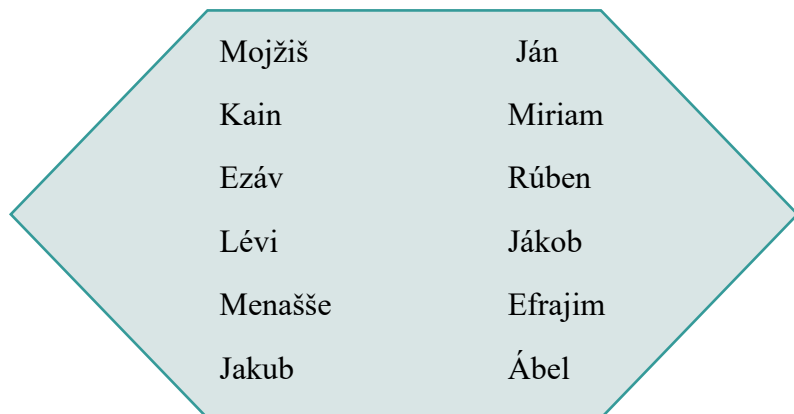 Mojžiš Ján
Kain Miriam
Ezáv Rúben
Lévi Jákob
Menašše Efrajim
Jakub Ábel